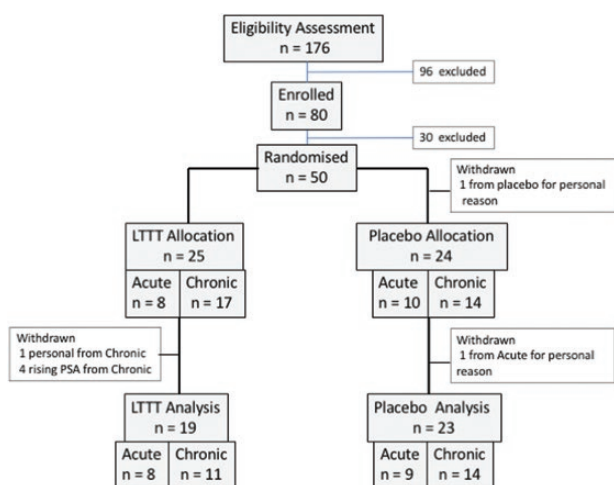 Eligibility Assessment
n = 176
96 excluded
Enrolled
n = 80
30 excluded
Randomised
n = 50
Withdrawn
1 from placebo for personal
reason
LTTT Allocation
n = 25
Acute
n = 8
Chronic
n = 17
Placebo Allocation
n = 24
Acute
n = 10
Chronic
n = 14
Withdrawn
1 personal from Chronic
4 rising PSA from Chronic
Withdrawn
1 from Acute for personal
reason
LTTT Analysis
n = 19
Acute
n = 8
Chronic
n = 11
Placebo Analysis
n = 23
Acute
n = 9
Chronic
n = 14